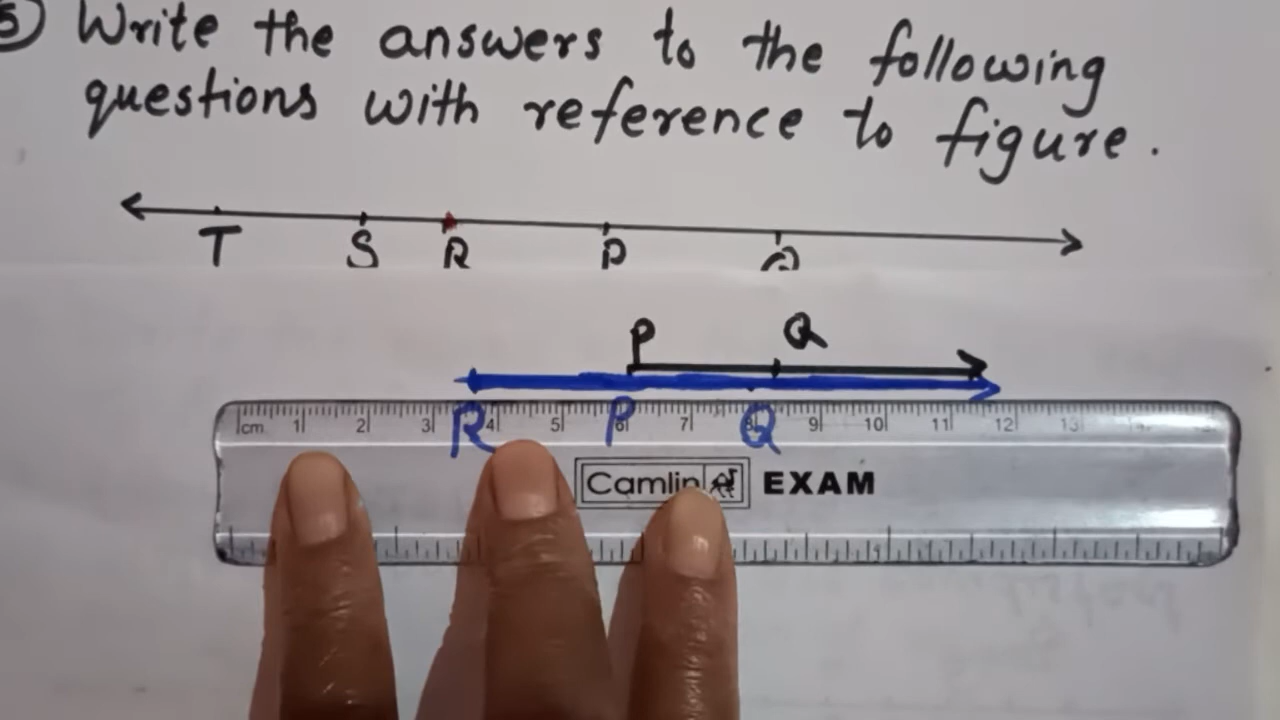 5) Write the answers to the following
questions with reference to figure.
T S R P Q
P Q
R P Q
cm 1 2 3 4 5 6 7 8 9 10 11 12 13
Camlin EXAM